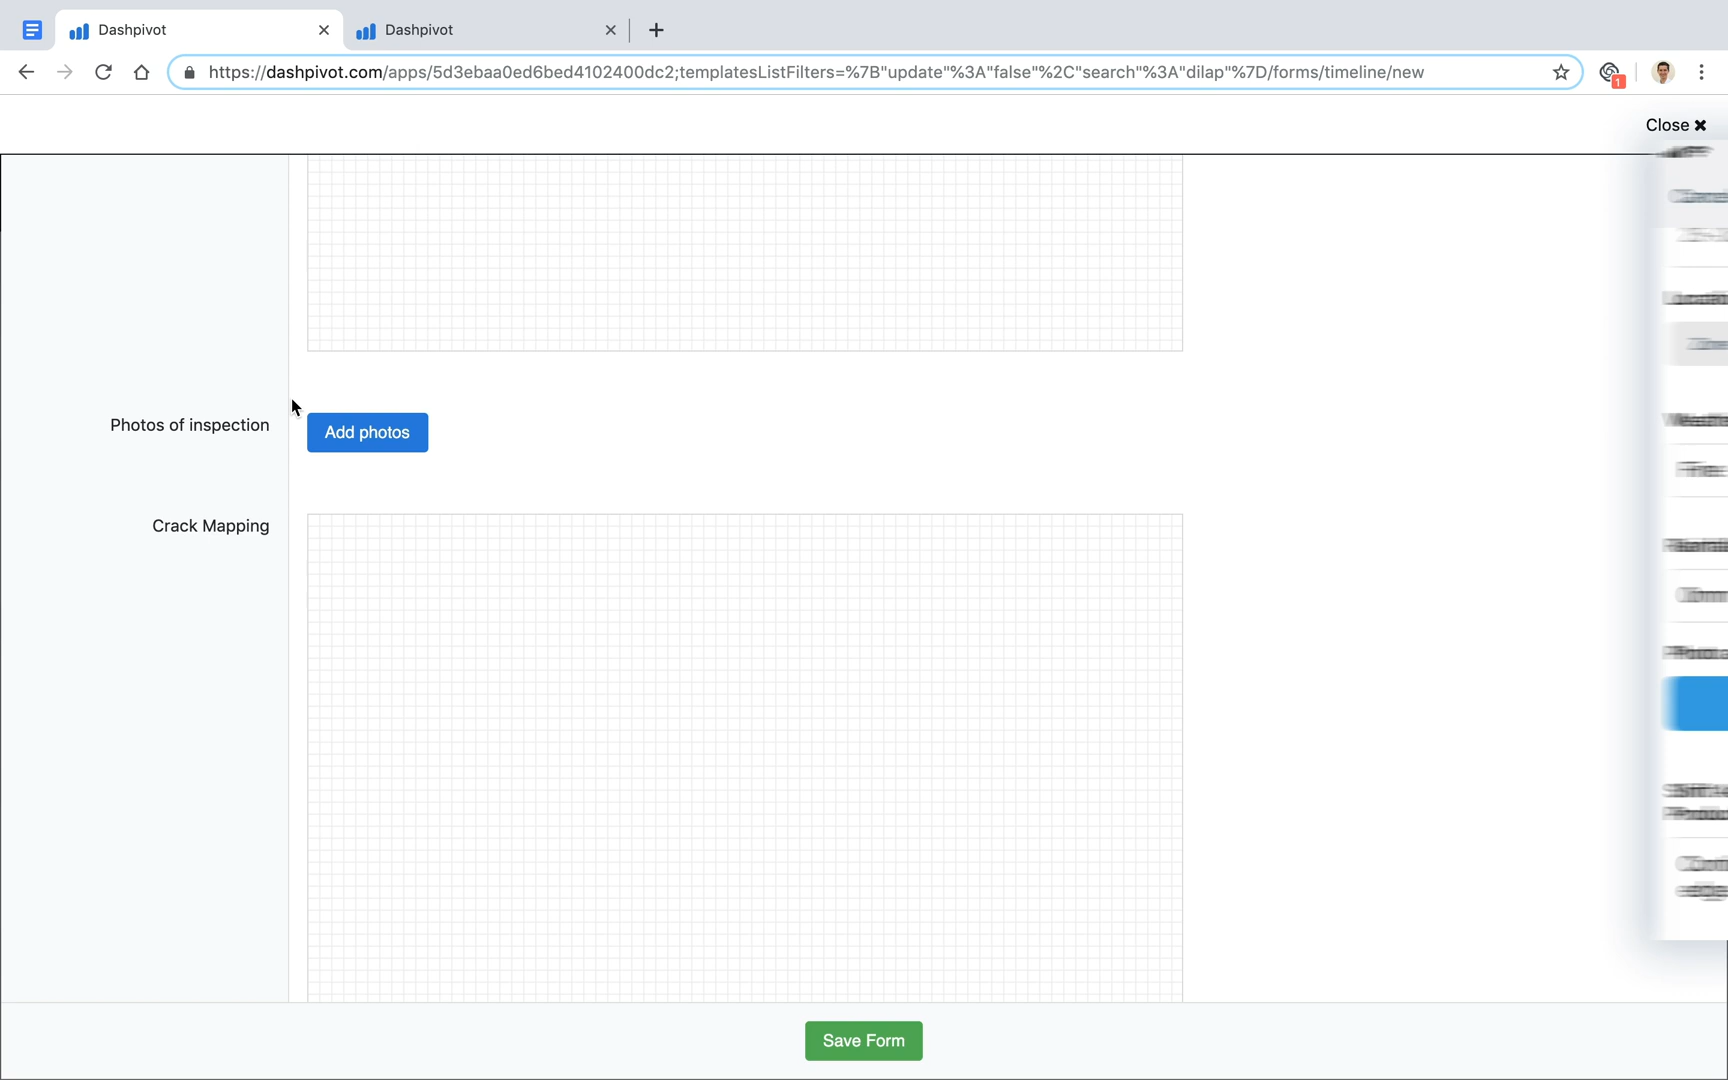 Dashpivot
Dashpivot
https://dashpivot.com/apps/5d3ebaa0ed6bed4102400dc2;templatesListFilters=%7B"update"%3A"false"%2C"search"%3A"dilap"%7D/forms/timeline/new
1
Close
Photos of inspection
Add photos
Crack Mapping
Save Form